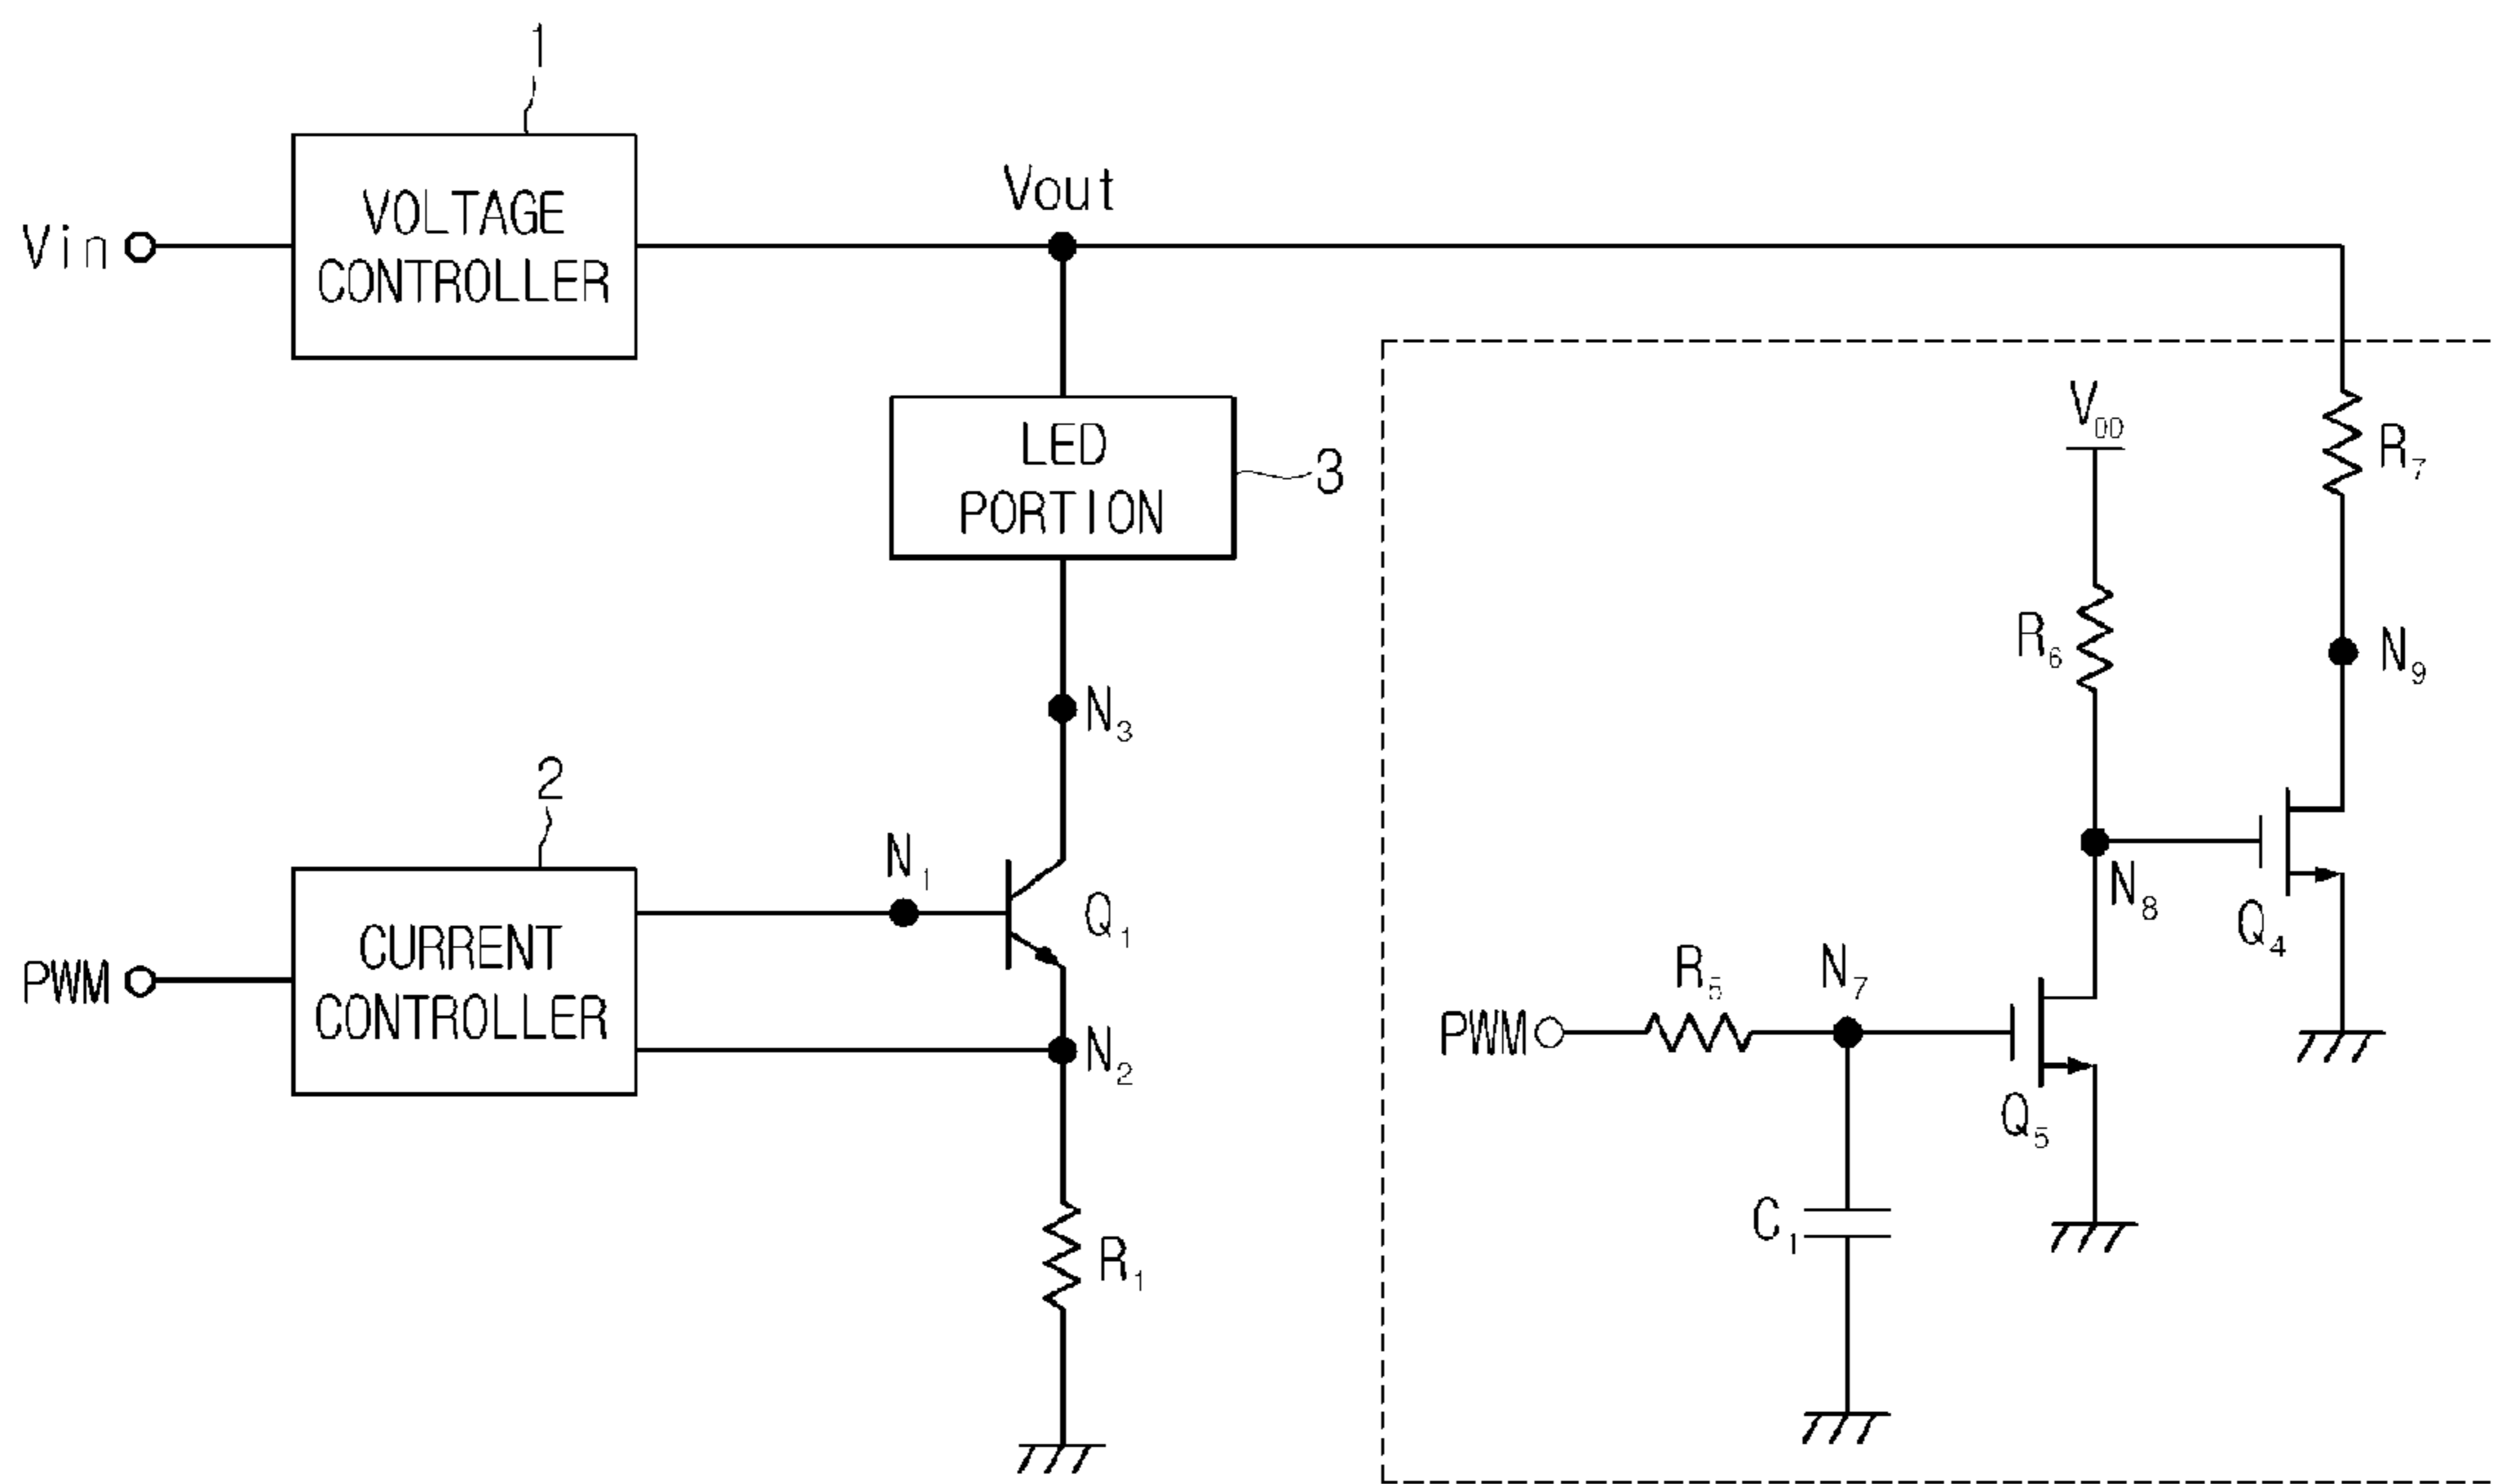 1
VOLTAGE
CONTROLLER
Vin
Vout
LED
PORTION
3
VDD
R7
R6
N9
N3
2
N1
Q1
CURRENT
CONTROLLER
PWM
N2
R1
N8
Q4
R5
N7
PWM
Q5
C1